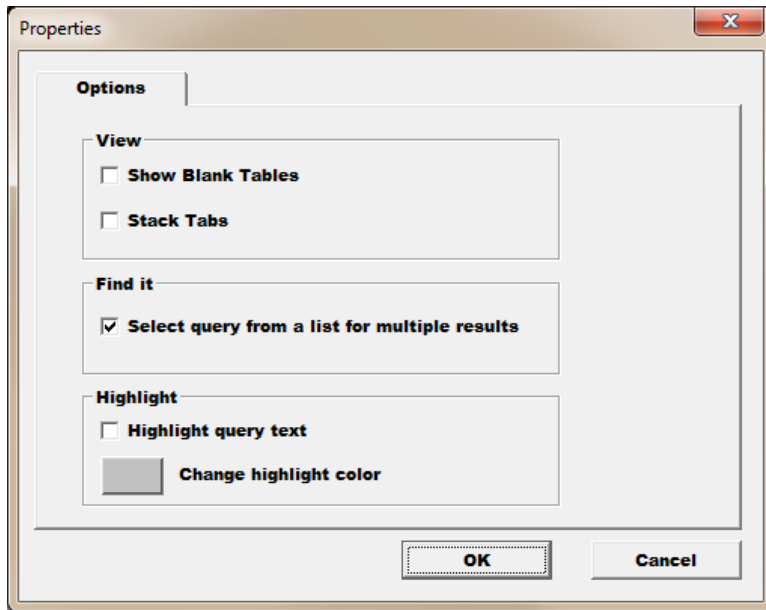 Properties
Options
View
Show Blank Tables
Stack Tabs
Find it
Select query from a list for multiple results
Highlight
Highlight query text
Change highlight color
OK
Cancel